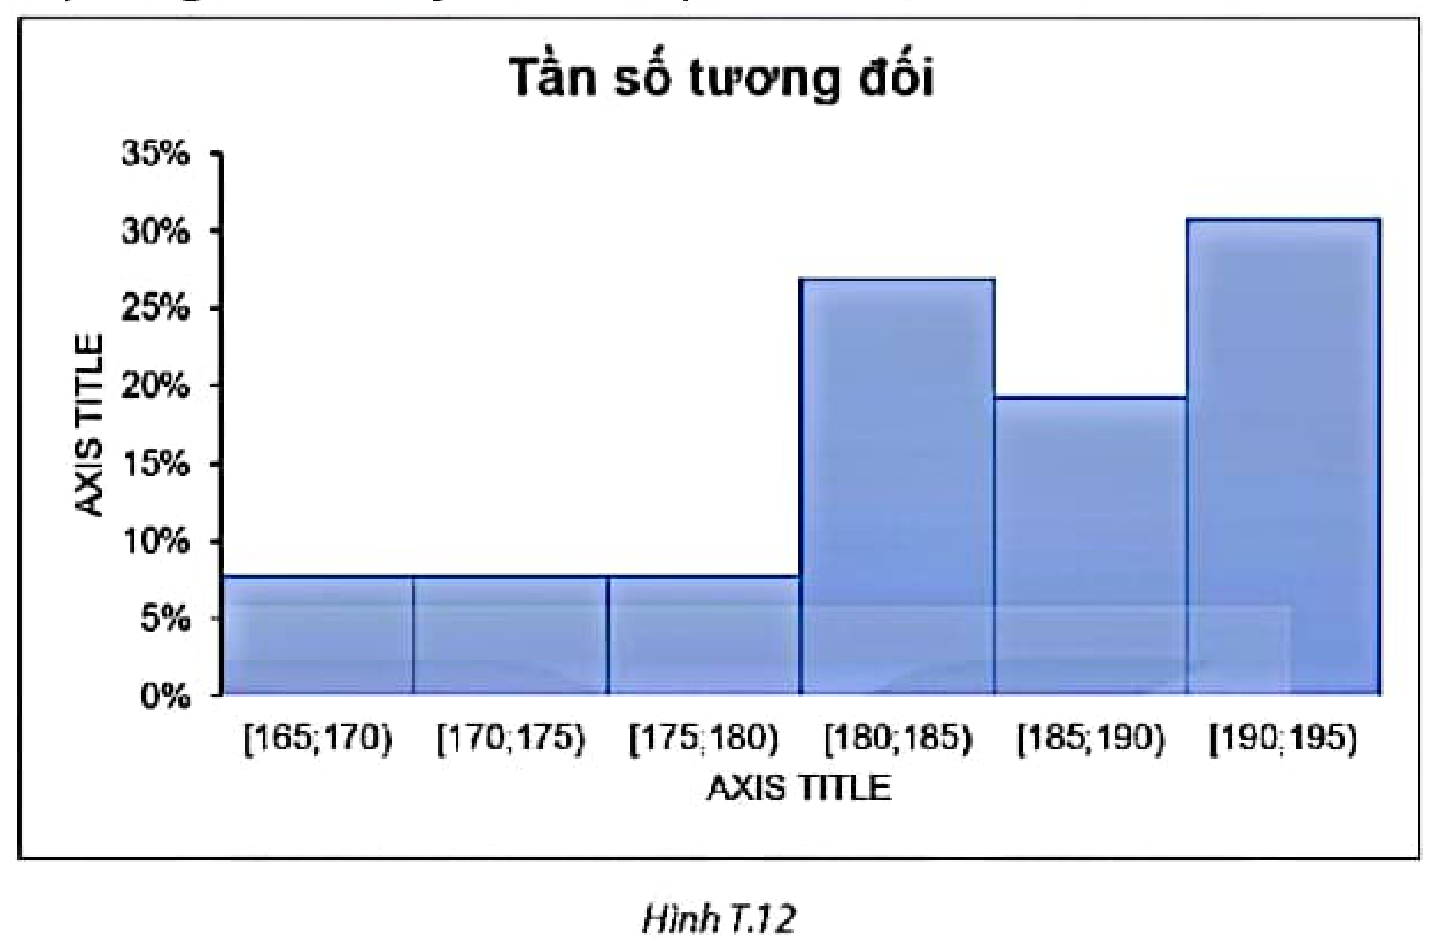 Tần số tương đối
35%
30%
25%
20%
15%
10%
5%
0%
AXIS TITLE
[165;170) [170;175) [175;180) [180;185) [185;190) [190;195)
AXIS TITLE
Hình T.12